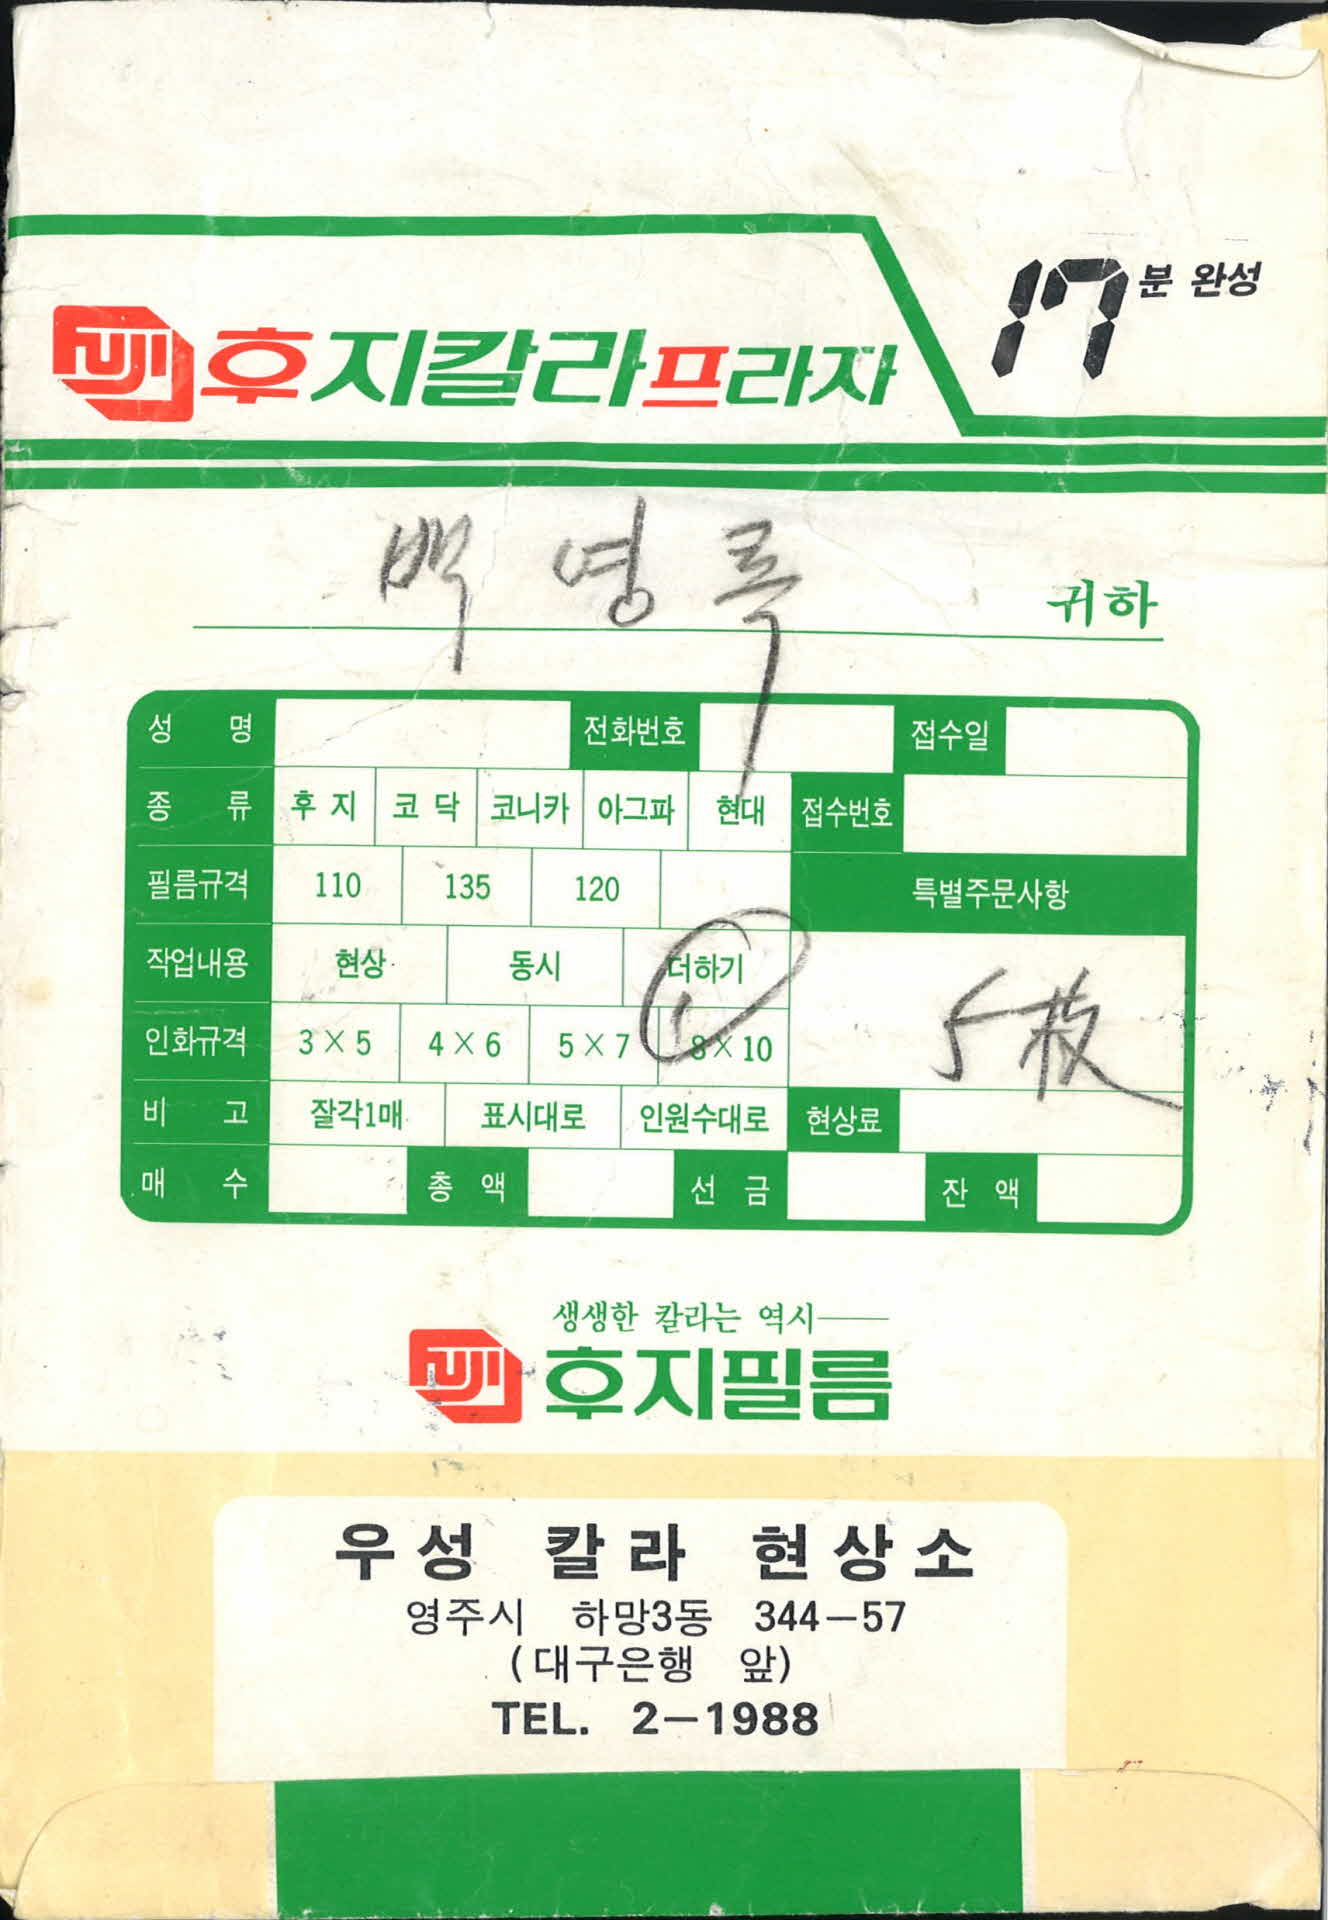 17분 완성
FUJI 후지칼라프라자
백 영 록
귀하
성 명 전화번호 접수일
종 류 후지 코닥 코니카 아그파 현대 접수번호
필름규격 110 135 120 특별주문사항
작업내용 현상 동시 더하기
5枚
인화규격 3×5 4×6 5×7 8×10
비 고 잘각1매 표시대로 인원수대로 현상료
매 수 총 액 선 금 잔 액
생생한 칼라는 역시──
FUJI 후지필름
우성 칼라 현상소
영주시 하망3동 344-57
(대구은행 앞)
TEL. 2-1988